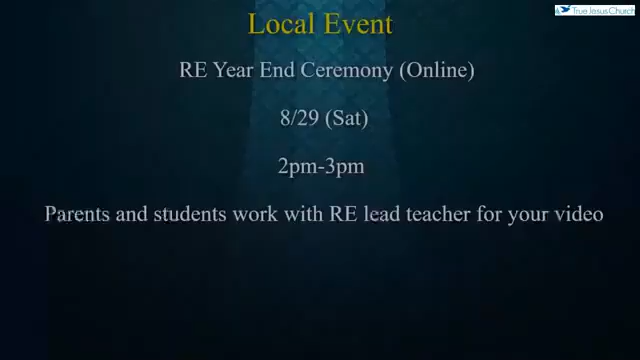 True Jesus Church
Local Event
RE Year End Ceremony (Online)
8/29 (Sat)
2pm-3pm
Parents and students work with RE lead teacher for your video